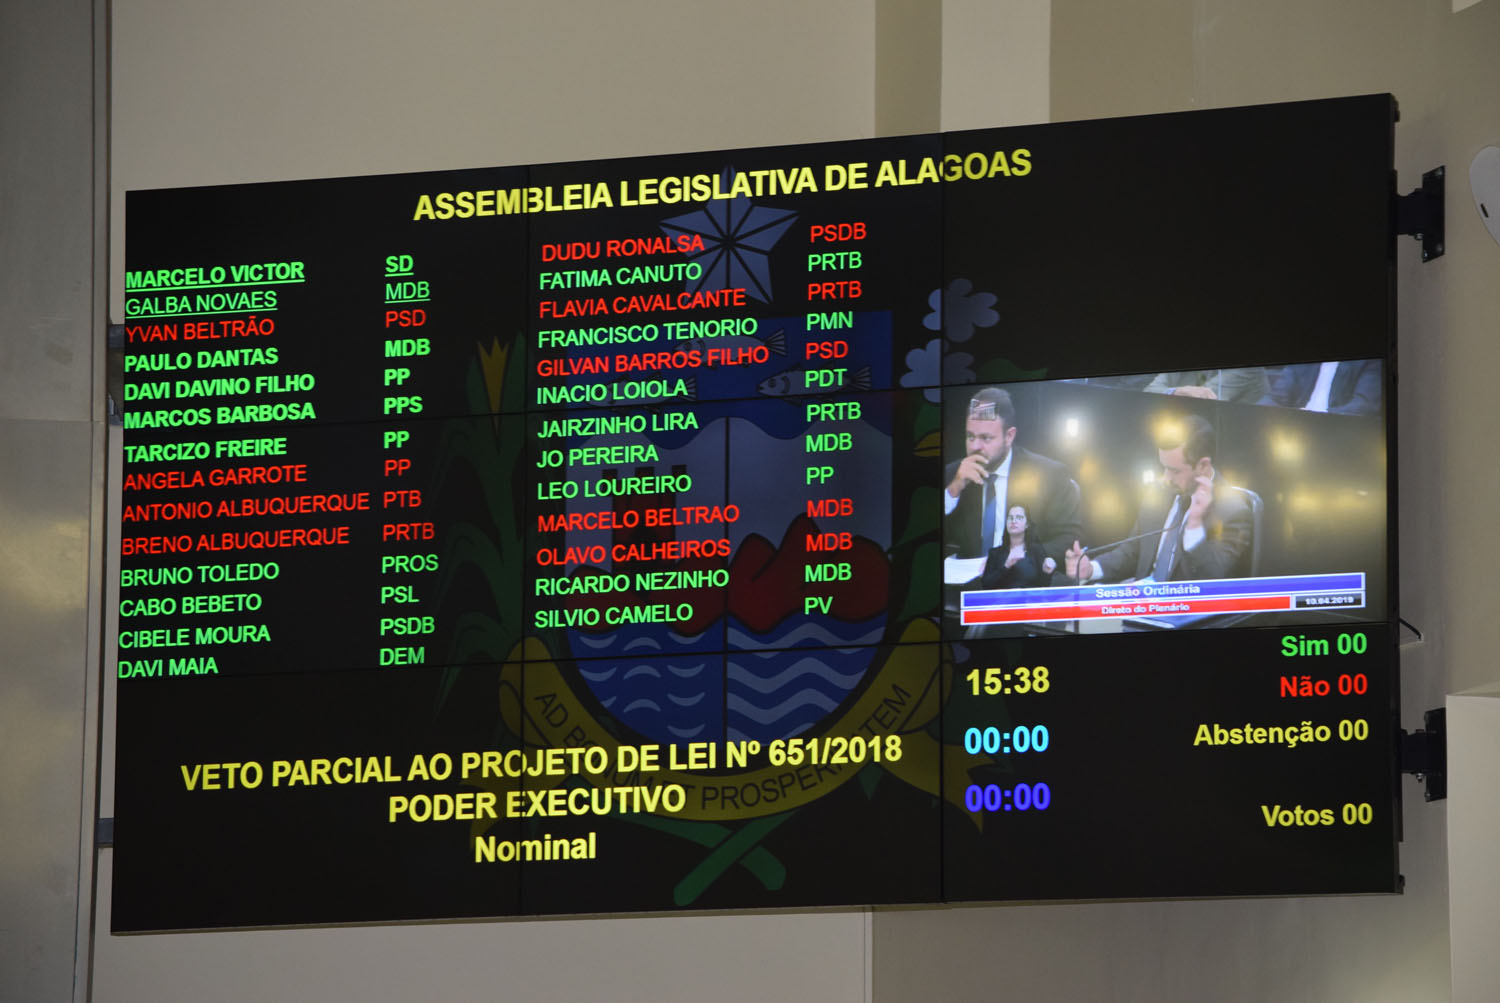 ASSEMBLEIA LEGISLATIVA DE ALAGOAS
MARCELO VICTOR SD
GALBA NOVAES MDB
YVAN BELTRÃO PSD
PAULO DANTAS MDB
DAVI DAVINO FILHO PP
MARCOS BARBOSA PPS
TARCIZO FREIRE PP
ANGELA GARROTE PP
ANTONIO ALBUQUERQUE PTB
BRENO ALBUQUERQUE PRTB
BRUNO TOLEDO PROS
CABO BEBETO PSL
CIBELE MOURA PSDB
DAVI MAIA DEM
DUDU RONALSA PSDB
FATIMA CANUTO PRTB
FLAVIA CAVALCANTE PRTB
FRANCISCO TENORIO PMN
GILVAN BARROS FILHO PSD
INACIO LOIOLA PDT
JAIRZINHO LIRA PRTB
JO PEREIRA MDB
LEO LOUREIRO PP
MARCELO BELTRAO MDB
OLAVO CALHEIROS MDB
RICARDO NEZINHO MDB
SILVIO CAMELO PV
Sessão Ordinária
Direto do Plenário 10.04.2019
15:38
00:00
00:00
Sim 00
Não 00
Abstenção 00
Votos 00
VETO PARCIAL AO PROJETO DE LEI Nº 651/2018
PODER EXECUTIVO
Nominal